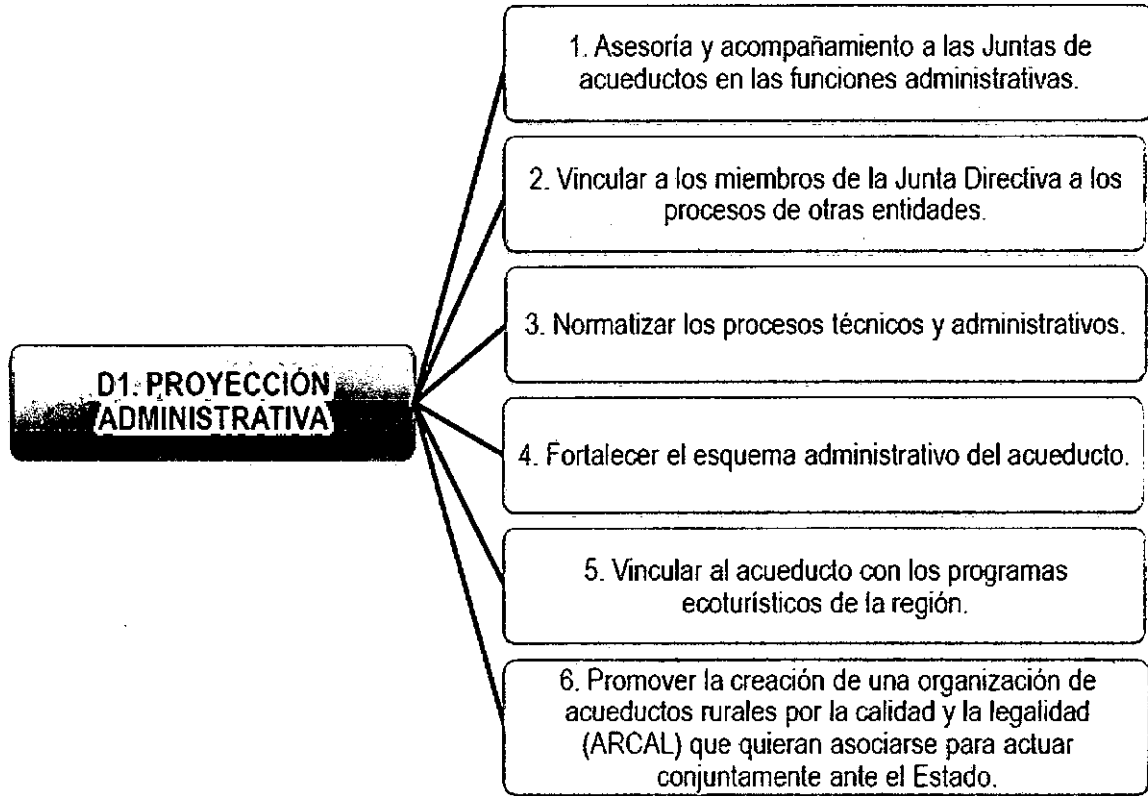 1. Asesoría y acompañamiento a las Juntas de
acueductos en las funciones administrativas.
2. Vincular a los miembros de la Junta Directiva a los
procesos de otras entidades.
3. Normatizar los procesos técnicos y administrativos.
D1. PROYECCIÓN
ADMINISTRATIVA
4. Fortalecer el esquema administrativo del acueducto.
5. Vincular al acueducto con los programas
ecoturísticos de la región.
6. Promover la creación de una organización de
acueductos rurales por la calidad y la legalidad
(ARCAL) que quieran asociarse para actuar
conjuntamente ante el Estado.